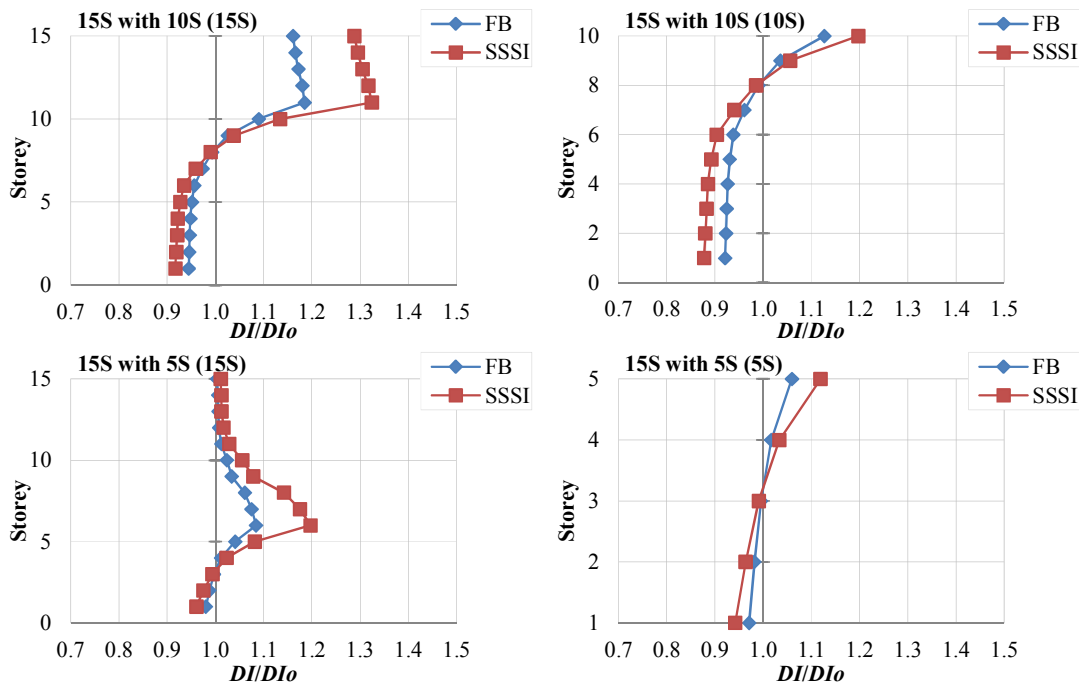 15S with 10S (15S)
FB
SSSI
Storey
15
10
5
0
0.7 0.8 0.9 1.0 1.1 1.2 1.3 1.4 1.5
DI/DIo
15S with 10S (10S)
FB
SSSI
Storey
10
8
6
4
2
0
0.7 0.8 0.9 1.0 1.1 1.2 1.3 1.4 1.5
DI/DIo
15S with 5S (15S)
FB
SSSI
Storey
15
10
5
0
0.7 0.8 0.9 1.0 1.1 1.2 1.3 1.4 1.5
DI/DIo
15S with 5S (5S)
FB
SSSI
Storey
5
4
3
2
1
0.7 0.8 0.9 1.0 1.1 1.2 1.3 1.4 1.5
DI/DIo